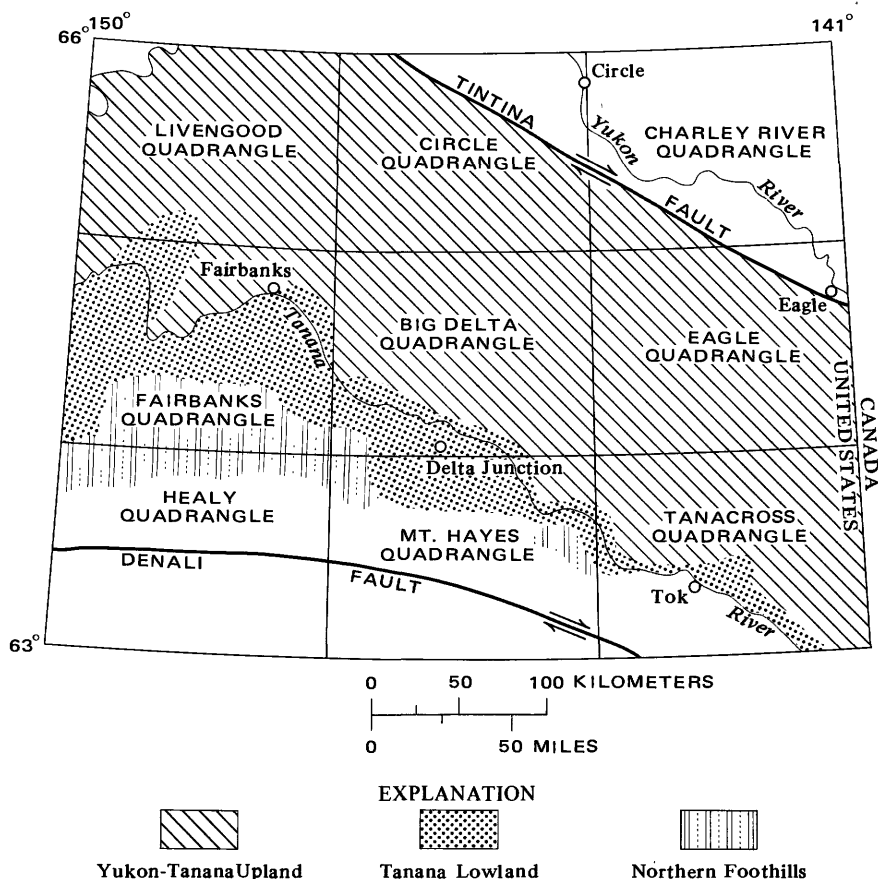 66° 150°
141°
Circle
TINTINA
Yukon
LIVENGOOD
QUADRANGLE
CIRCLE
QUADRANGLE
CHARLEY RIVER
QUADRANGLE
River
FAULT
Fairbanks
Eagle
Tanana
BIG DELTA
QUADRANGLE
EAGLE
QUADRANGLE
UNITED STATES
CANADA
FAIRBANKS
QUADRANGLE
Delta Junction
HEALY
QUADRANGLE
MT. HAYES
QUADRANGLE
TANACROSS
QUADRANGLE
DENALI
FAULT
Tok
River
63°
0 50 100 KILOMETERS
0 50 MILES
EXPLANATION
Yukon-TananaUpland
Tanana Lowland
Northern Foothills